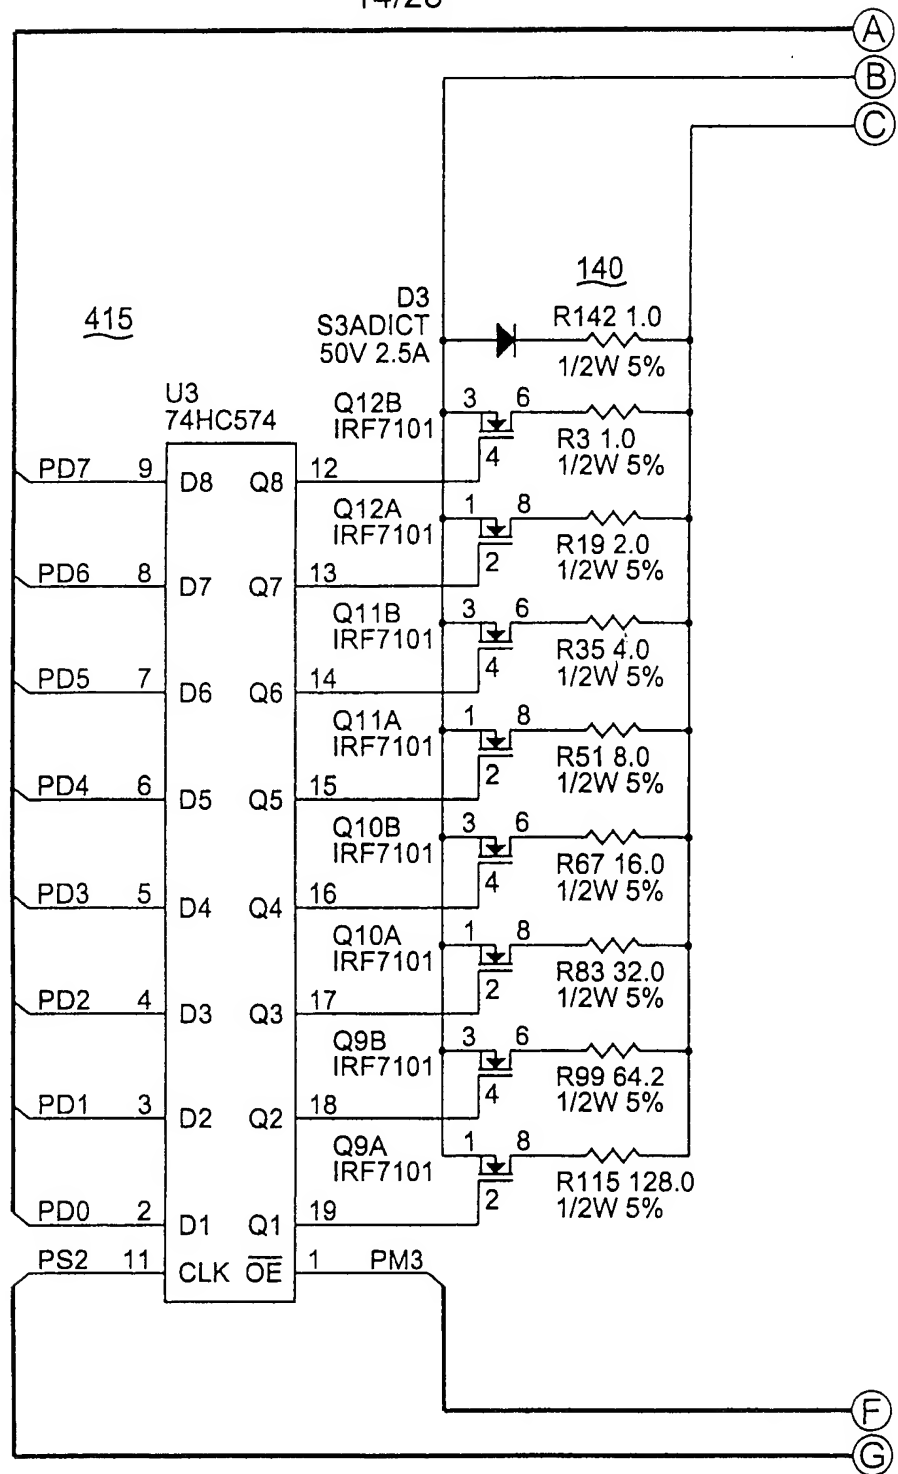 A
B
C
140
415
D3
S3ADICT
50V 2.5A
R142 1.0
1/2W 5%
U3
74HC574
Q12B
IRF7101
3 6
4
R3 1.0
1/2W 5%
PD7 9 D8 Q8 12
Q12A
IRF7101
1 8
2
R19 2.0
1/2W 5%
PD6 8 D7 Q7 13
Q11B
IRF7101
3 6
4
R35 4.0
1/2W 5%
PD5 7 D6 Q6 14
Q11A
IRF7101
1 8
2
R51 8.0
1/2W 5%
PD4 6 D5 Q5 15
Q10B
IRF7101
3 6
4
R67 16.0
1/2W 5%
PD3 5 D4 Q4 16
Q10A
IRF7101
1 8
2
R83 32.0
1/2W 5%
PD2 4 D3 Q3 17
Q9B
IRF7101
3 6
4
R99 64.2
1/2W 5%
PD1 3 D2 Q2 18
Q9A
IRF7101
1 8
2
R115 128.0
1/2W 5%
PD0 2 D1 Q1 19
PS2 11 CLK OE 1 PM3
F
G